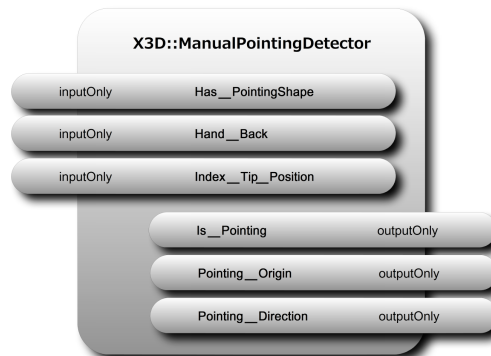 X3D::ManualPointingDetector
inputOnly Has__PointingShape
inputOnly Hand__Back
inputOnly Index__Tip__Position
Is__Pointing outputOnly
Pointing__Origin outputOnly
Pointing__Direction outputOnly